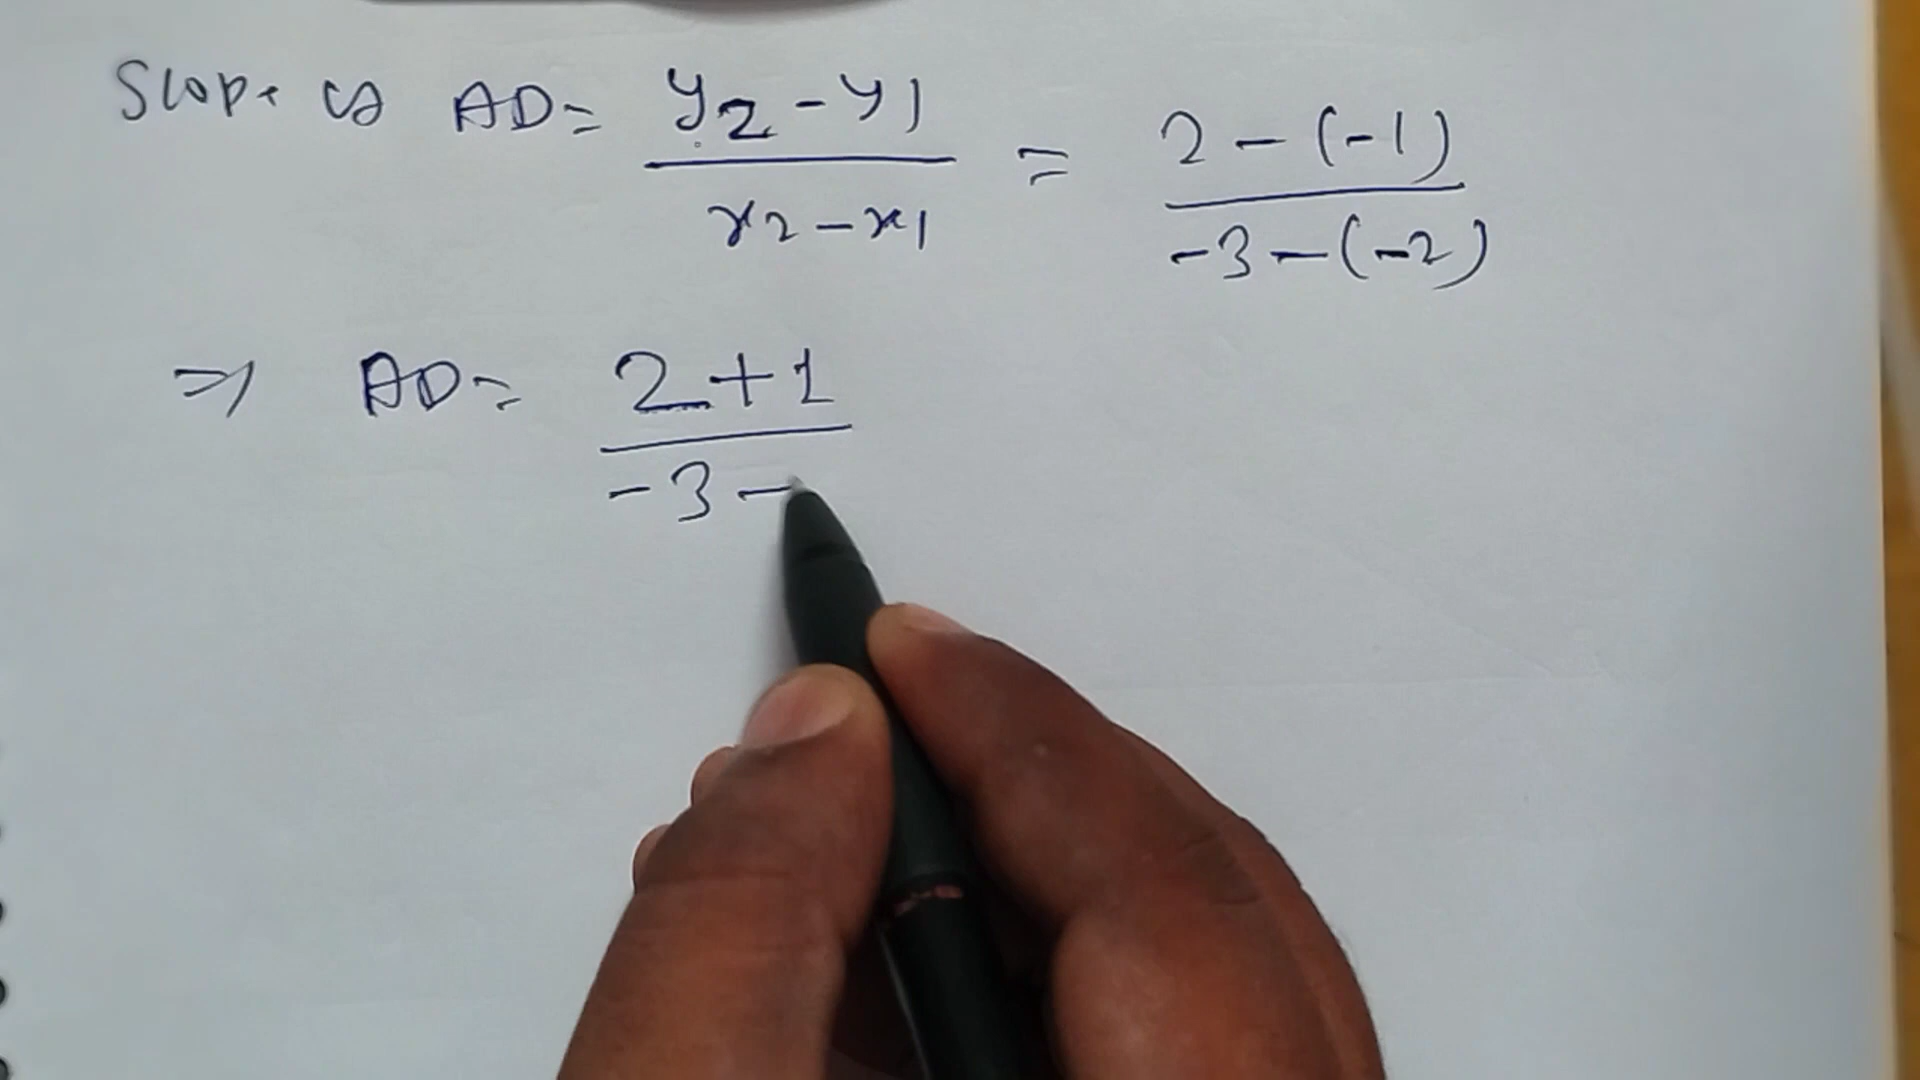 Slope of AD = y2 - y1 / x2 - x1 = 2 - (-1) / -3 - (-2)
⇒ AD = 2 + 1 / -3 -